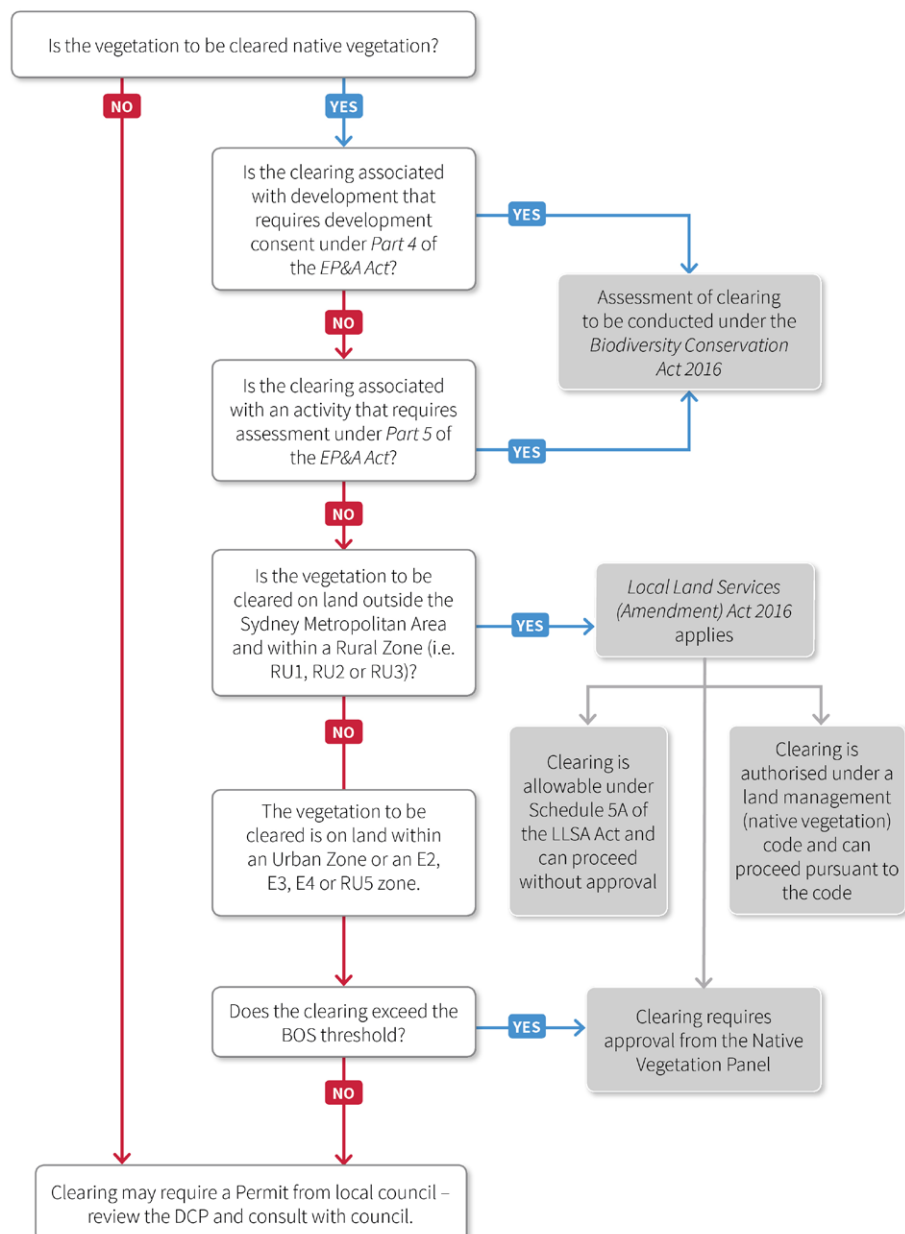 Is the vegetation to be cleared native vegetation?
NO
YES
Is the clearing associated
with development that
requires development
consent under Part 4 of
the EP&A Act?
YES
Assessment of clearing
to be conducted under the
Biodiversity Conservation
Act 2016
NO
Is the clearing associated
with an activity that requires
assessment under Part 5 of
the EP&A Act?
YES
NO
Is the vegetation to be
cleared on land outside the
Sydney Metropolitan Area
and within a Rural Zone (i.e.
RU1, RU2 or RU3)?
YES
Local Land Services
(Amendment) Act 2016
applies
NO
Clearing is
allowable under
Schedule 5A of
the LLSA Act and
can proceed
without approval
Clearing is
authorised under a
land management
(native vegetation)
code and can
proceed pursuant to
the code
The vegetation to be
cleared is on land within
an Urban Zone or an E2,
E3, E4 or RU5 zone.
Does the clearing exceed the
BOS threshold?
YES
Clearing requires
approval from the Native
Vegetation Panel
NO
Clearing may require a Permit from local council –
review the DCP and consult with council.